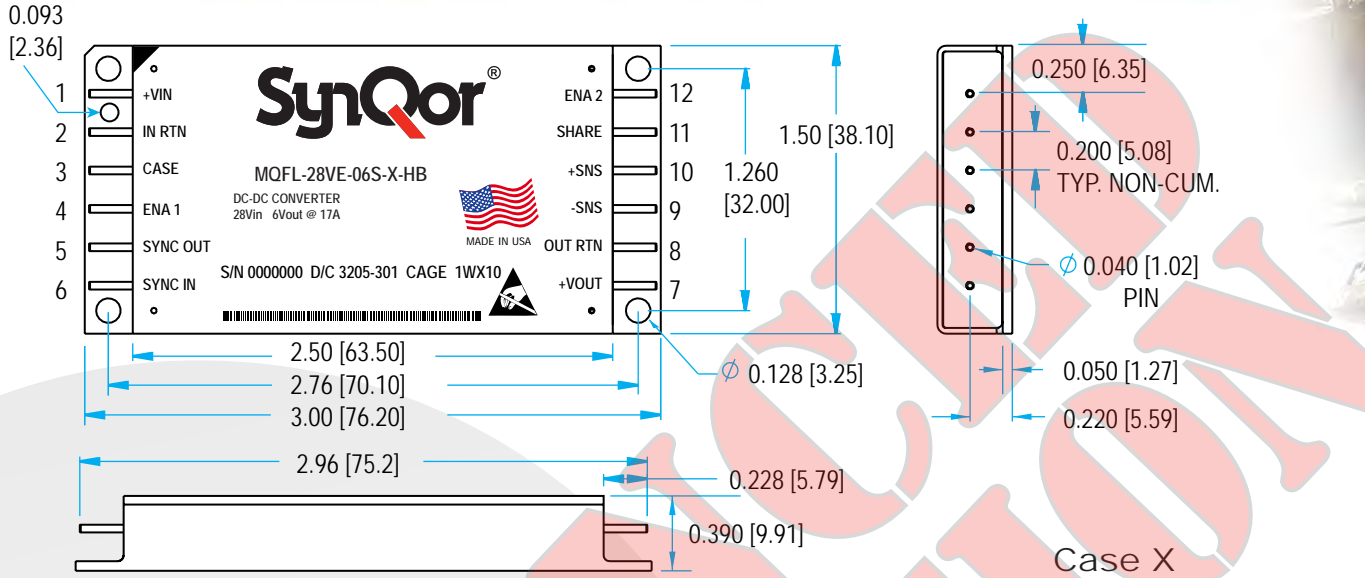 0.093
[2.36]
SynQor®
MQFL-28VE-06S-X-HB
DC-DC CONVERTER
28Vin 6Vout @ 17A
MADE IN USA
S/N 0000000 D/C 3205-301 CAGE 1WX10
1 +VIN
2 IN RTN
3 CASE
4 ENA 1
5 SYNC OUT
6 SYNC IN
ENA 2 12
SHARE 11
+SNS 10
-SNS 9
OUT RTN 8
+VOUT 7
1.260
[32.00]
1.50 [38.10]
2.50 [63.50]
2.76 [70.10]
3.00 [76.20]
Ø 0.128 [3.25]
0.250 [6.35]
0.200 [5.08]
TYP. NON-CUM.
Ø 0.040 [1.02]
PIN
0.050 [1.27]
0.220 [5.59]
2.96 [75.2]
0.228 [5.79]
0.390 [9.91]
Case X